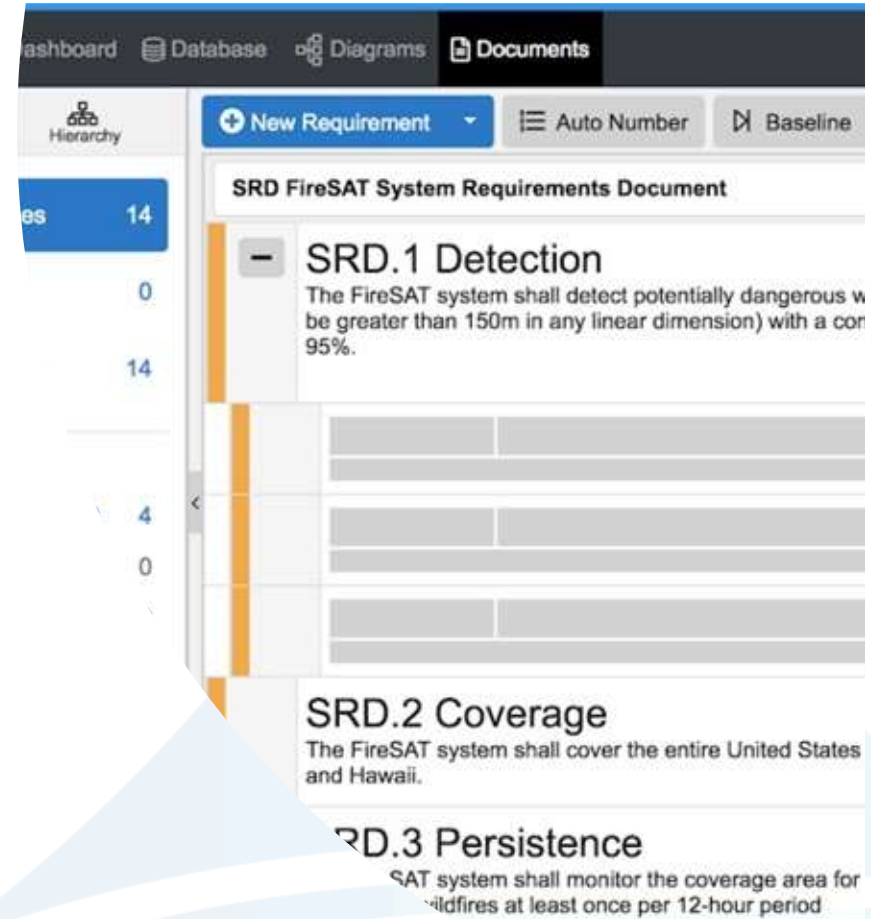 ashboard Database Diagrams Documents
Hierarchy
New Requirement Auto Number Baseline
es 14
0
14
4
0
SRD FireSAT System Requirements Document
SRD.1 Detection
The FireSAT system shall detect potentially dangerous w
be greater than 150m in any linear dimension) with a con
95%.
SRD.2 Coverage
The FireSAT system shall cover the entire United States
and Hawaii.
RD.3 Persistence
SAT system shall monitor the coverage area for
wildfires at least once per 12-hour period